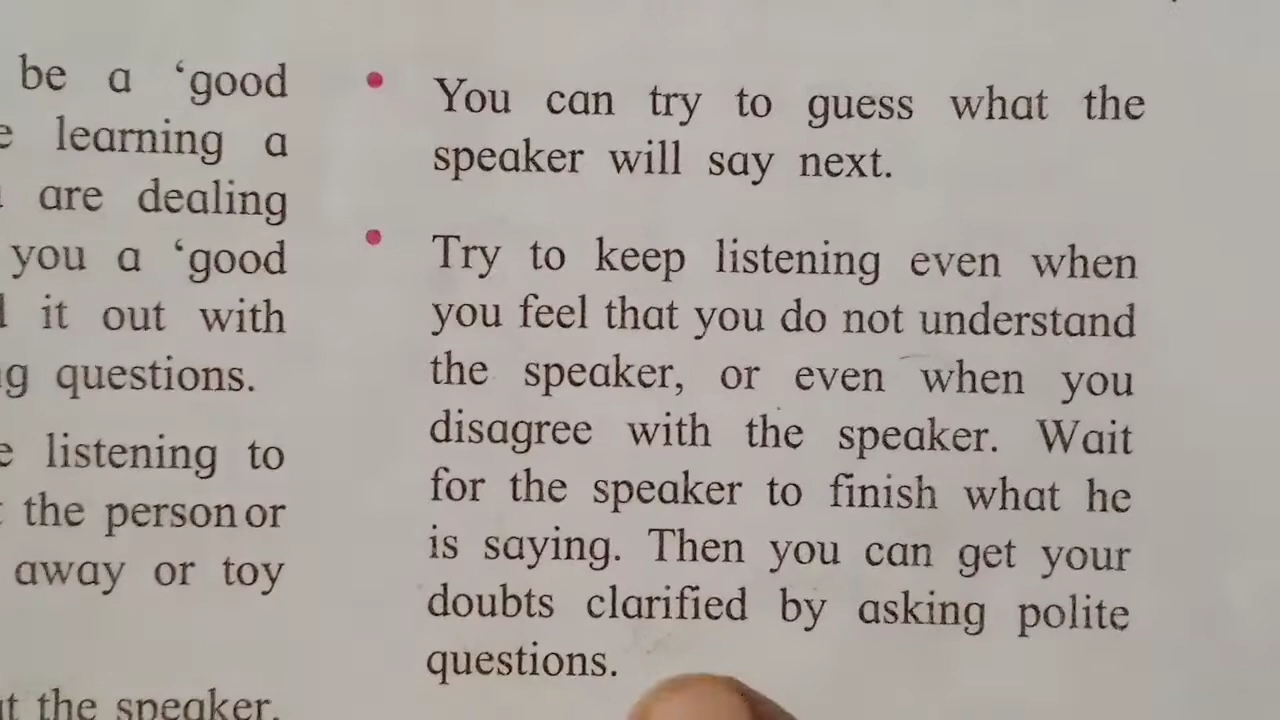 be a ‘good
learning a
are dealing
you a ‘good
it out with
questions.
listening to
the person or
away or toy
the speaker.
• You can try to guess what the
speaker will say next.
• Try to keep listening even when
you feel that you do not understand
the speaker, or even when you
disagree with the speaker. Wait
for the speaker to finish what he
is saying. Then you can get your
doubts clarified by asking polite
questions.